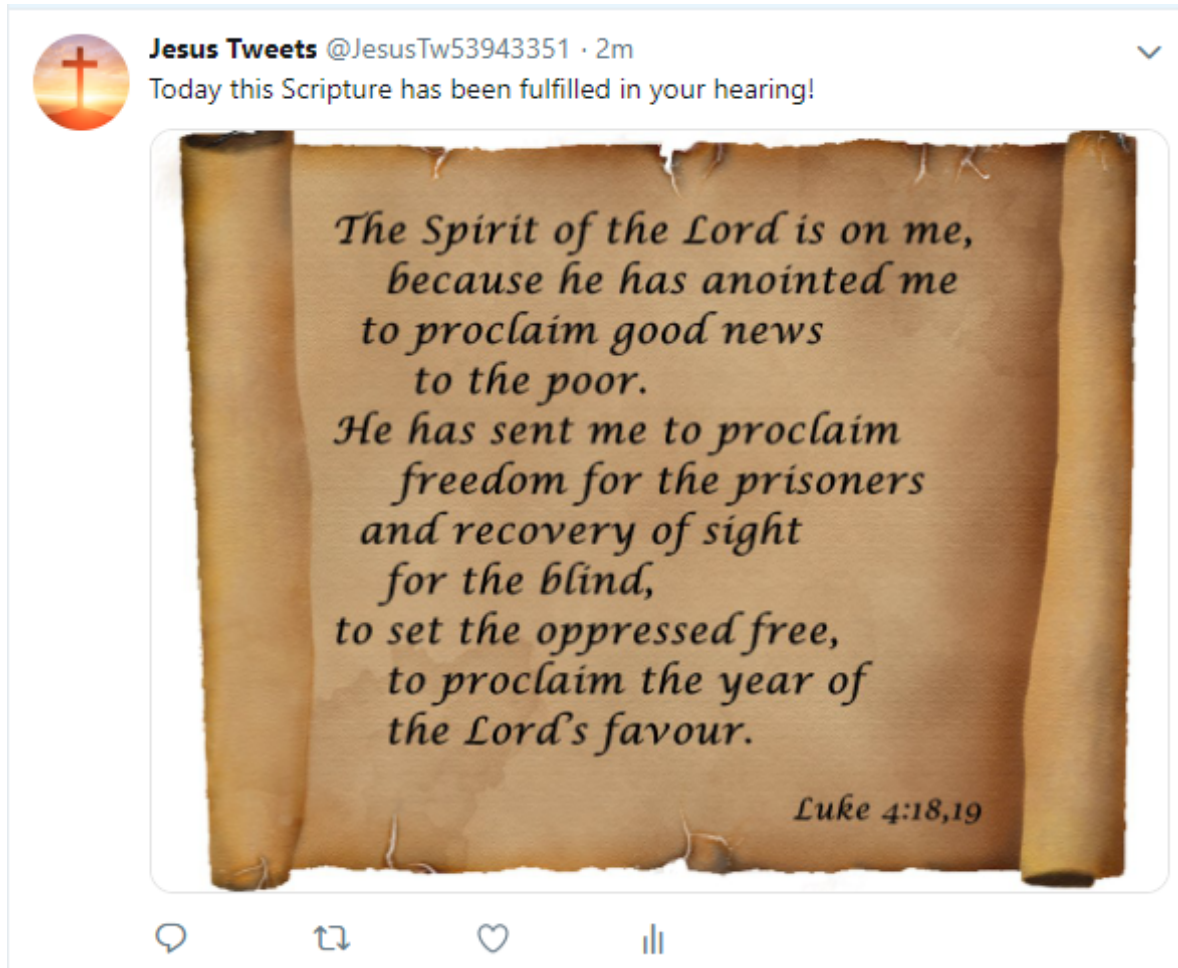 Jesus Tweets @JesusTw53943351 · 2m
Today this Scripture has been fulfilled in your hearing!
The Spirit of the Lord is on me,
because he has anointed me
to proclaim good news
to the poor.
He has sent me to proclaim
freedom for the prisoners
and recovery of sight
for the blind,
to set the oppressed free,
to proclaim the year of
the Lord's favour.
Luke 4:18,19